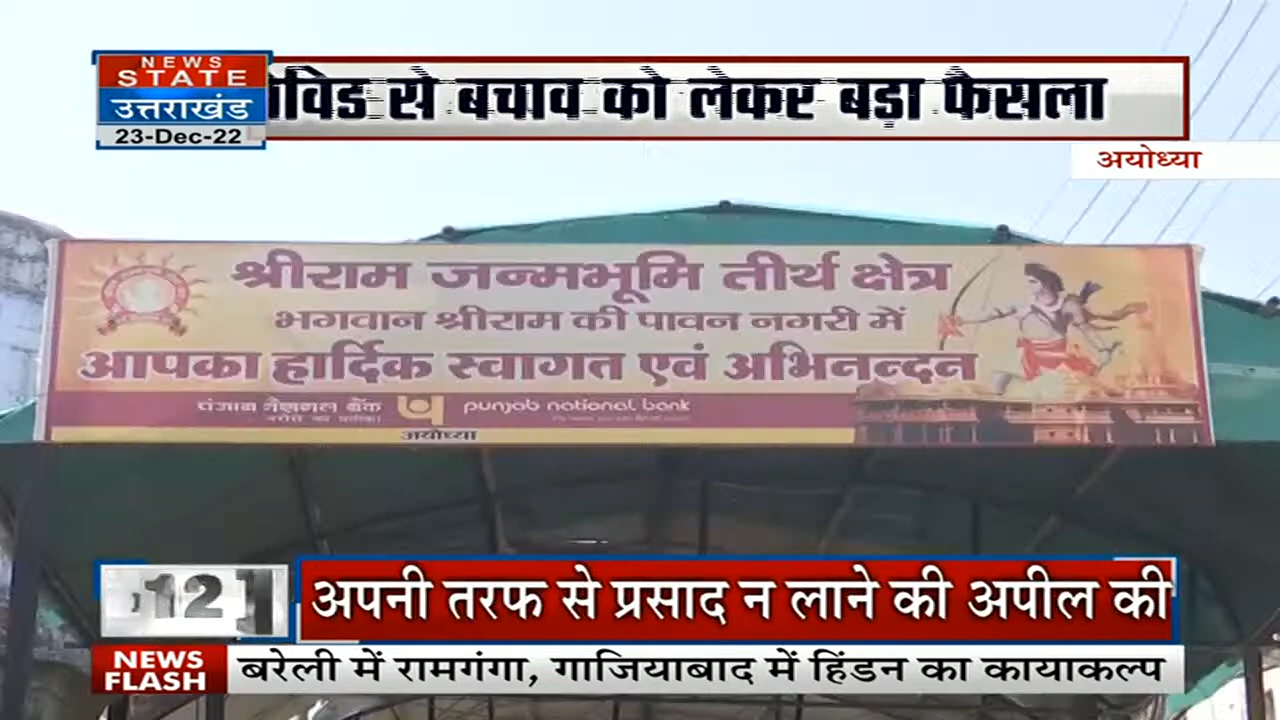 NEWS
STATE
उत्तराखंड
23-Dec-22
से बचाव को लेकर बड़ा फैसला
अयोध्या
श्रीराम जन्मभूमि तीर्थ क्षेत्र
भगवान श्रीराम की पावन नगरी में
आपका हार्दिक स्वागत एवं अभिनन्दन
पंजाब नैशनल बैंक punjab national bank
अयोध्या
12
अपनी तरफ से प्रसाद न लाने की अपील की
NEWS FLASH
बरेली में रामगंगा, गाजियाबाद में हिंडन का कायाकल्प